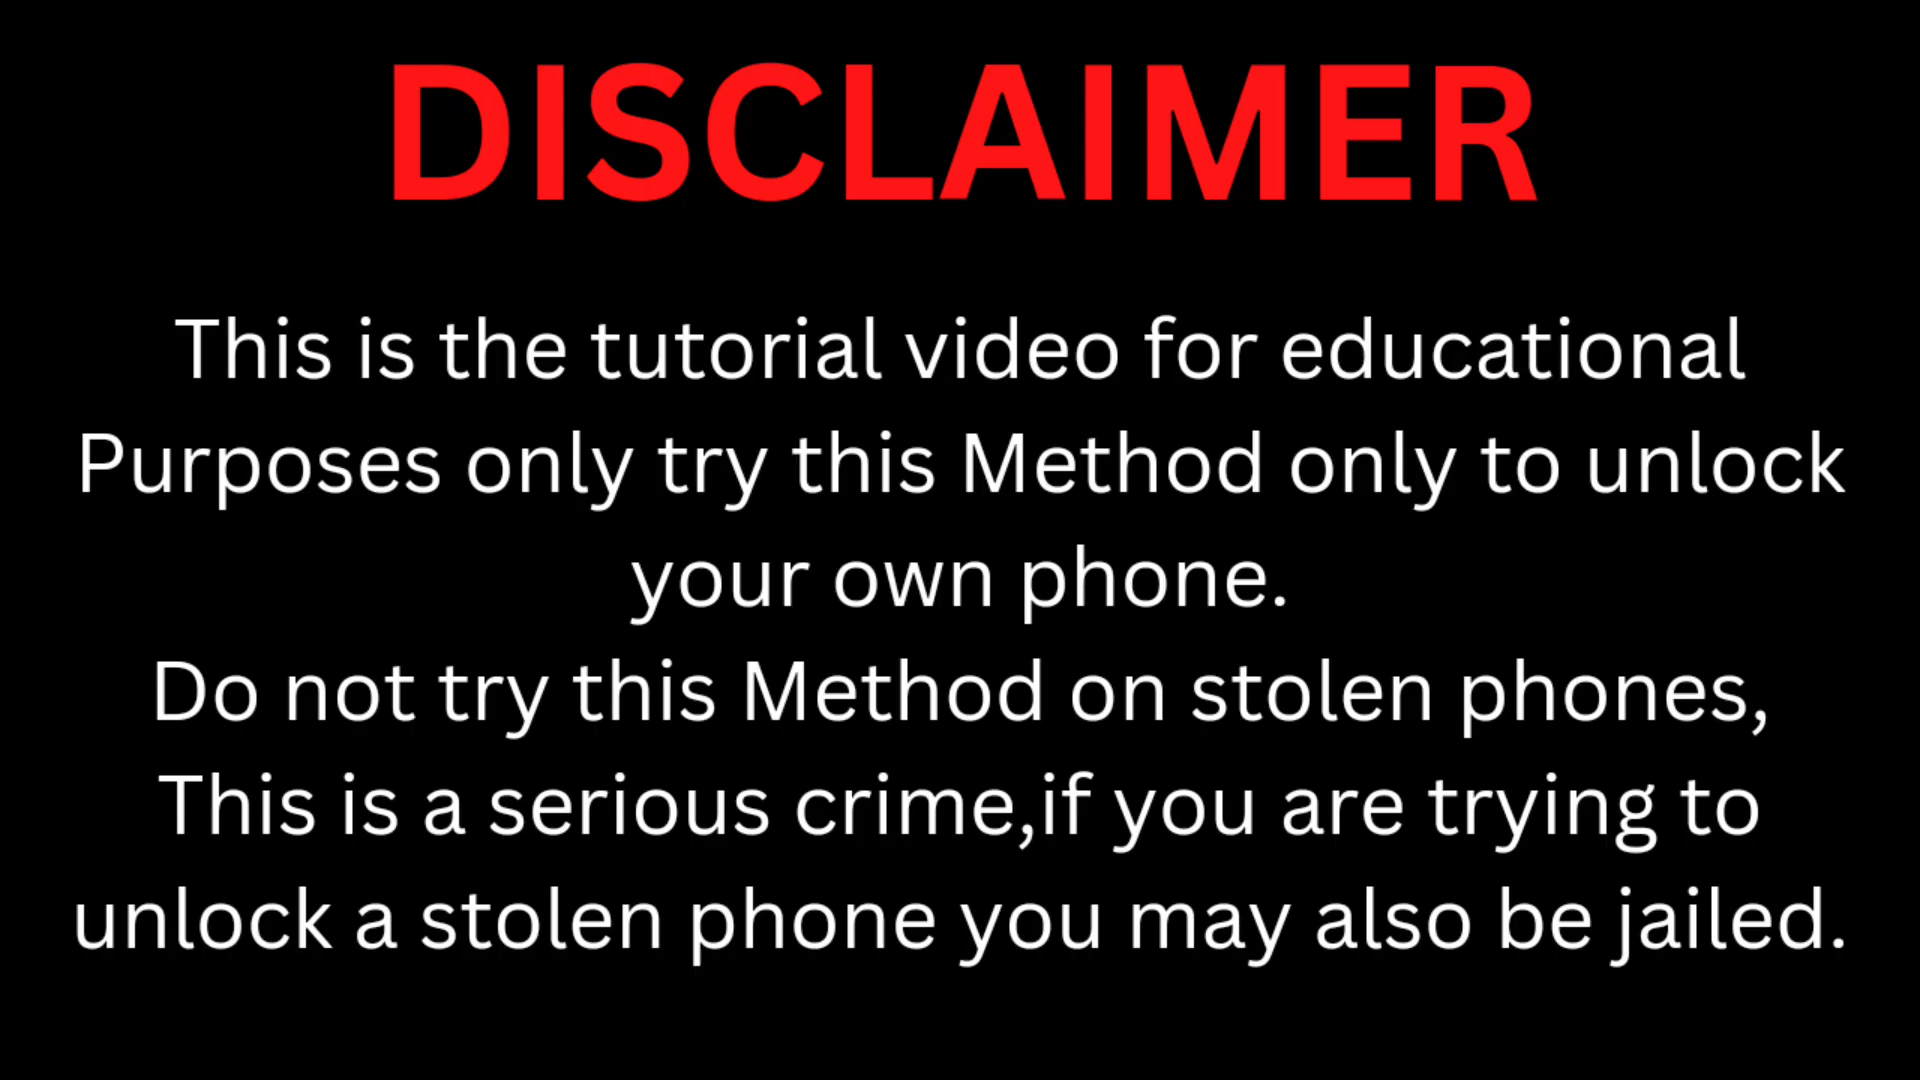 DISCLAIMER
This is the tutorial video for educational
Purposes only try this Method only to unlock
your own phone.
Do not try this Method on stolen phones,
This is a serious crime,if you are trying to
unlock a stolen phone you may also be jailed.